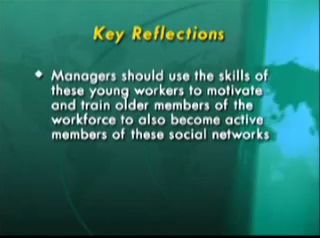 Key Reflections
◆ Managers should use the skills of
these young workers to motivate
and train older members of the
workforce to also become active
members of these social networks